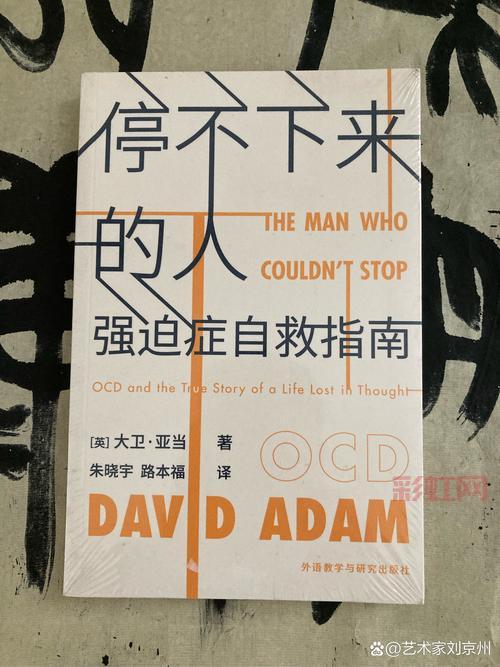 停不下来
的人
THE MAN WHO
COULDN'T STOP
强迫症自救指南
OCD and the True Story of a Life Lost in Thought
[英] 大卫·亚当 著
朱晓宇 路本福 译
OCD
彩虹网
DAVID ADAM
外语教学与研究出版社
@艺术家刘京州